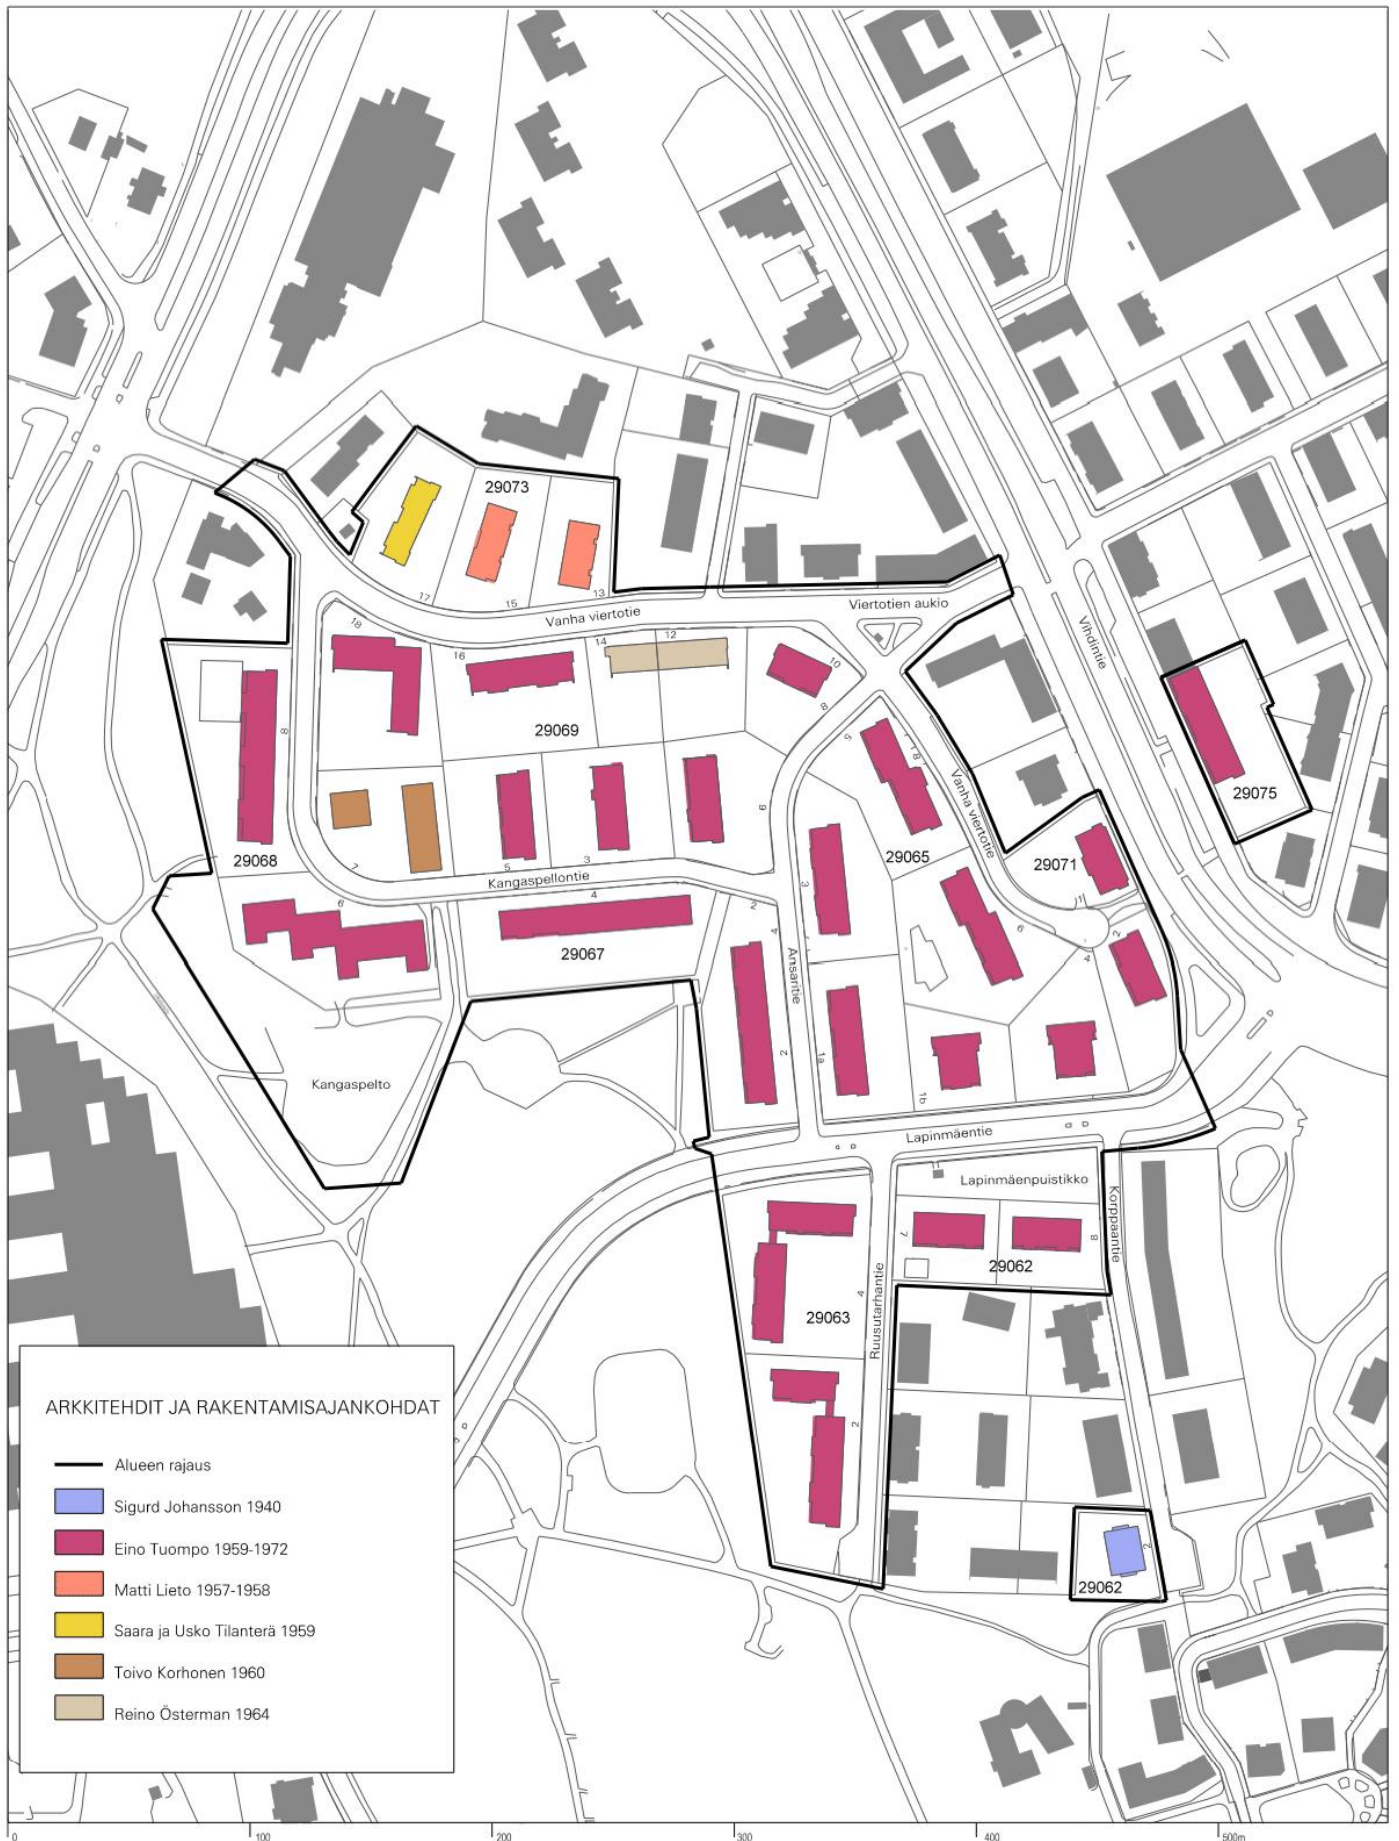 29073
17
15
13
Vanha viertotie
Viertotien aukio
Vihdintie
18
16
14
12
10
8
29069
8
5
18
Vanha viertotie
29075
29068
1
5
3
6
Kangaspellontie
29065
3
29071
11
6
4
2
6
4
2
4
29067
Ansaritie
2
1a
1b
Kangaspelto
Lapinmäentie
Lapinmäenpuistikko
Korppaantie
7
8
29062
4
29063
Ruusutarhantie
2
2
29062
ARKKITEHDIT JA RAKENTAMISAJANKOHDAT
Alueen rajaus
Sigurd Johansson 1940
Eino Tuompo 1959-1972
Matti Lieto 1957-1958
Saara ja Usko Tilanterä 1959
Toivo Korhonen 1960
Reino Österman 1964
0
100
200
300
400
500m